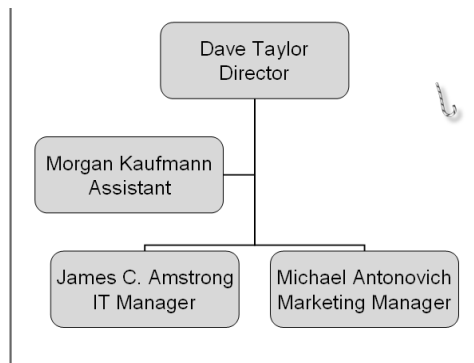 Dave Taylor
Director
Morgan Kaufmann
Assistant
James C. Amstrong
IT Manager
Michael Antonovich
Marketing Manager